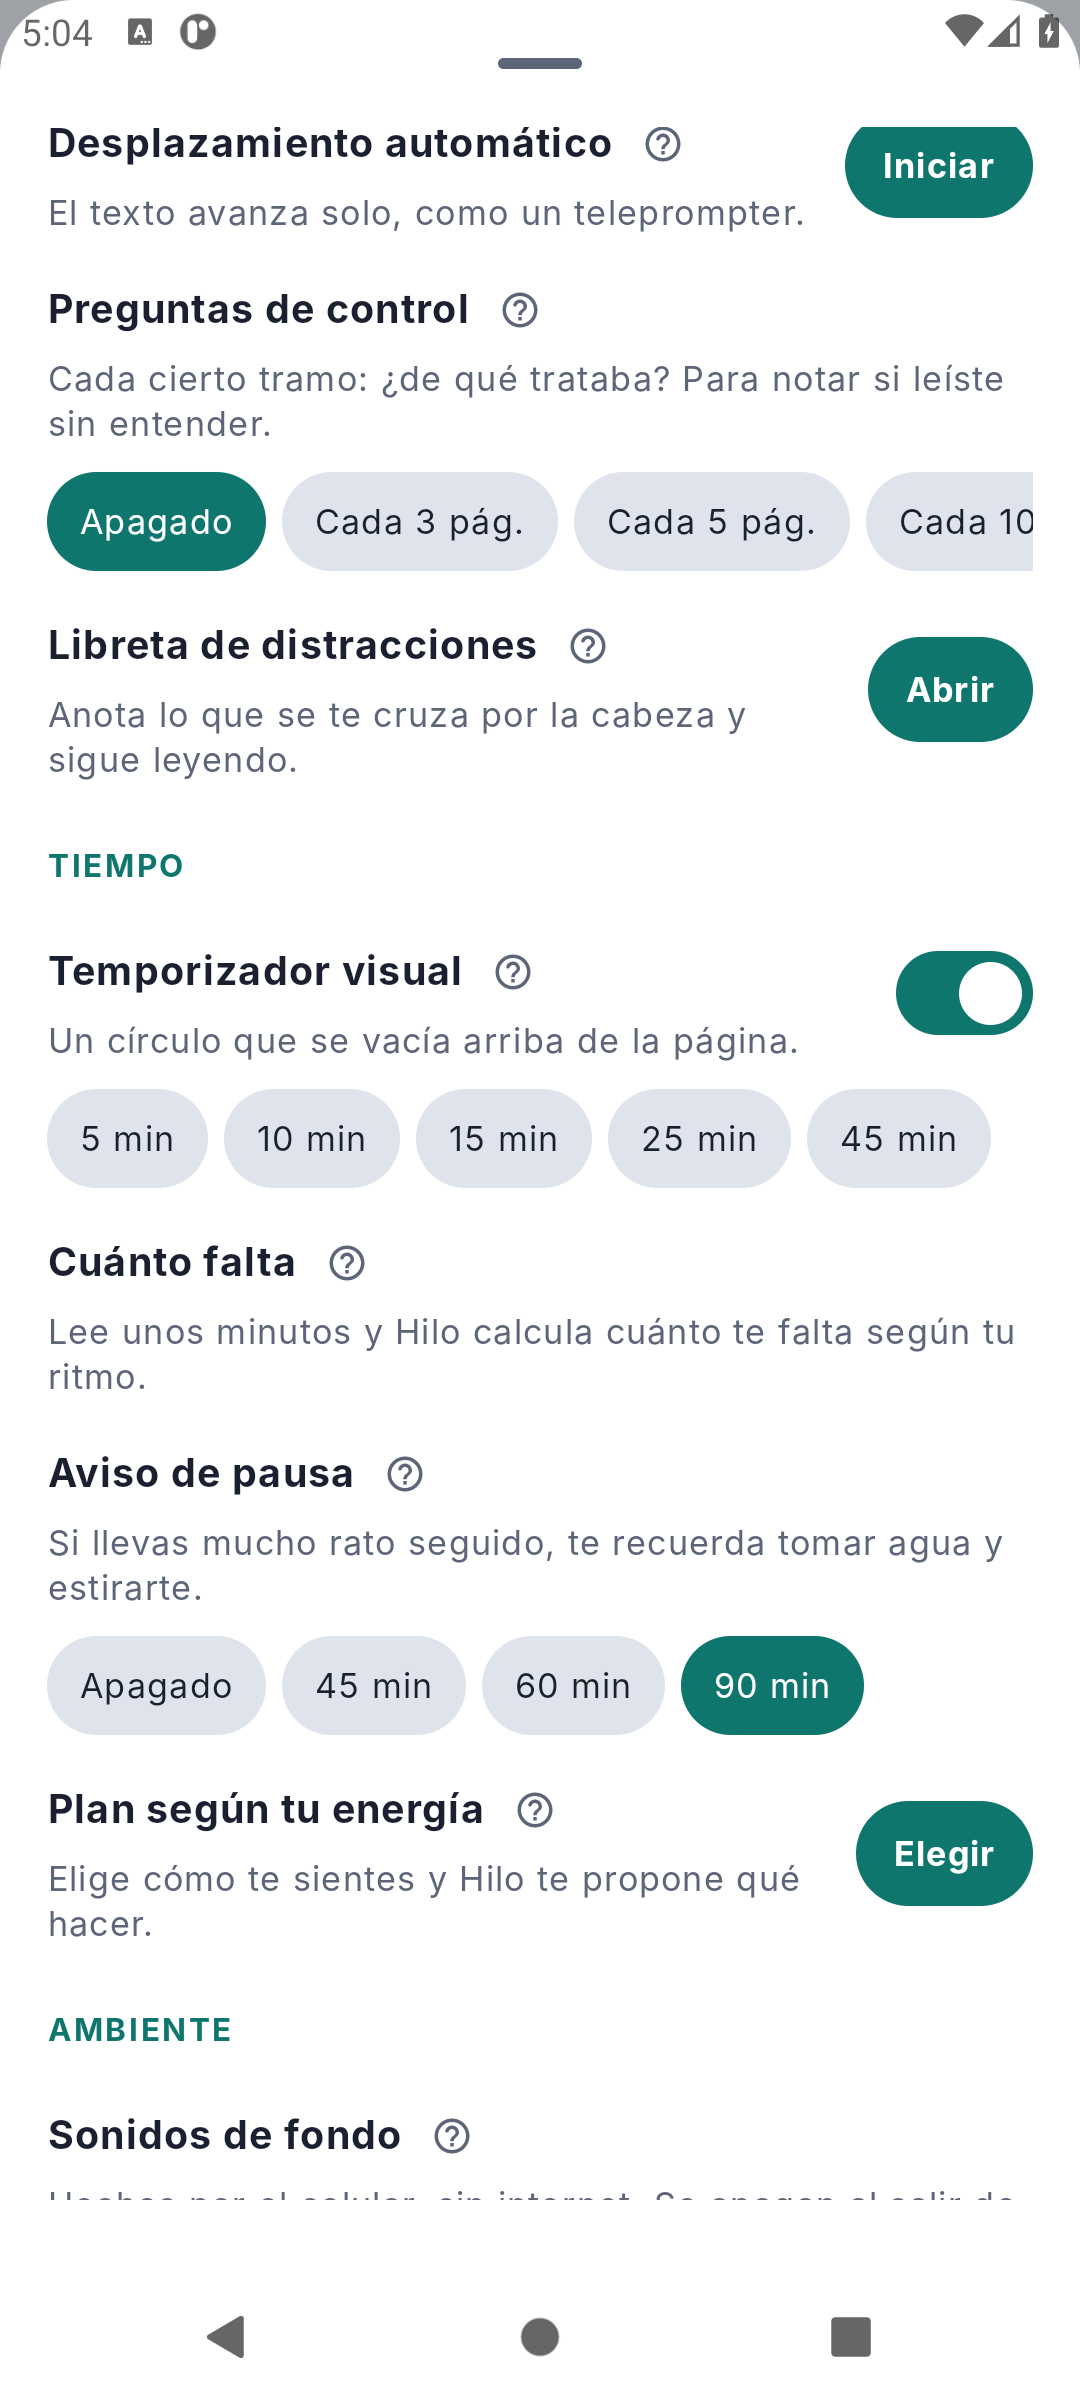 5:04
Desplazamiento automático
Iniciar
El texto avanza solo, como un teleprompter.
Preguntas de control
Cada cierto tramo: ¿de qué trataba? Para notar si leíste
sin entender.
Apagado Cada 3 pág. Cada 5 pág. Cada 10
Libreta de distracciones
Abrir
Anota lo que se te cruza por la cabeza y
sigue leyendo.
TIEMPO
Temporizador visual
Un círculo que se vacía arriba de la página.
5 min 10 min 15 min 25 min 45 min
Cuánto falta
Lee unos minutos y Hilo calcula cuánto te falta según tu
ritmo.
Aviso de pausa
Si llevas mucho rato seguido, te recuerda tomar agua y
estirarte.
Apagado 45 min 60 min 90 min
Plan según tu energía
Elegir
Elige cómo te sientes y Hilo te propone qué
hacer.
AMBIENTE
Sonidos de fondo